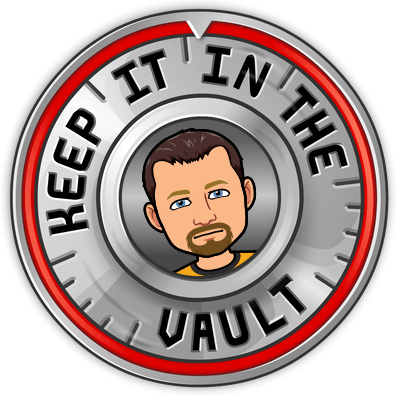 KEEP IT IN THE
VAULT